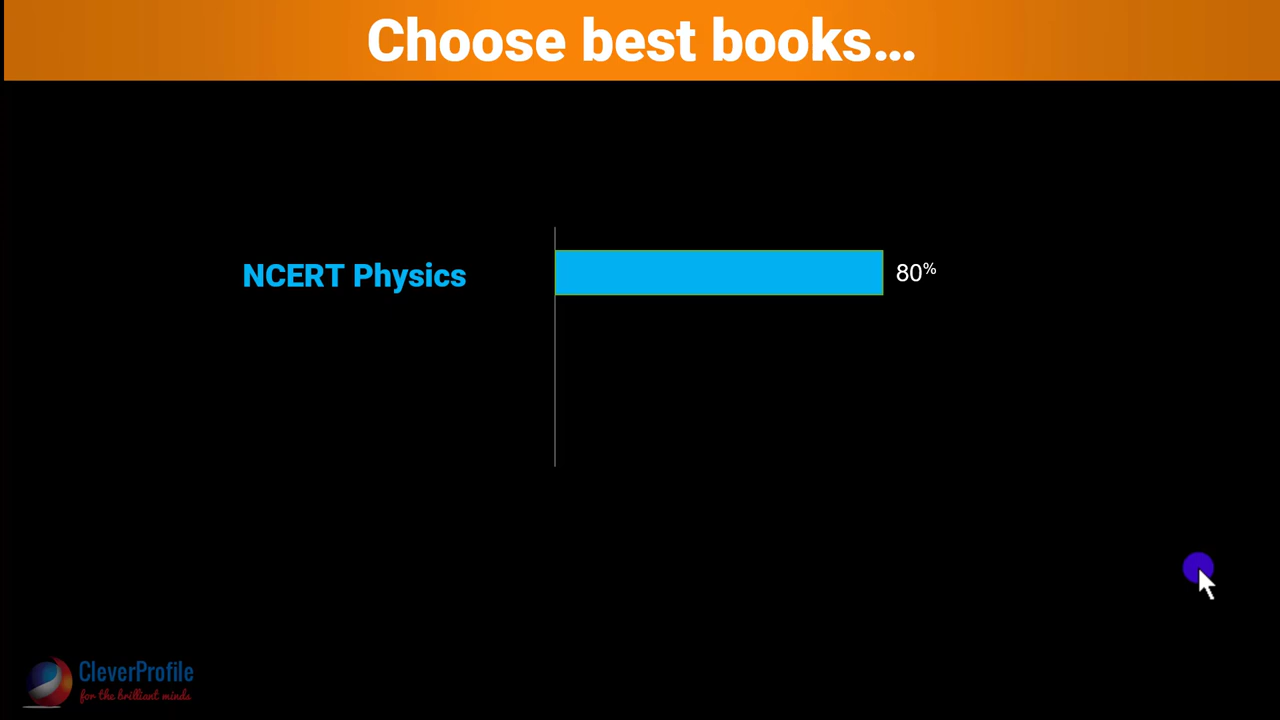 Choose best books...
NCERT Physics
80%
CleverProfile
for the brilliant minds